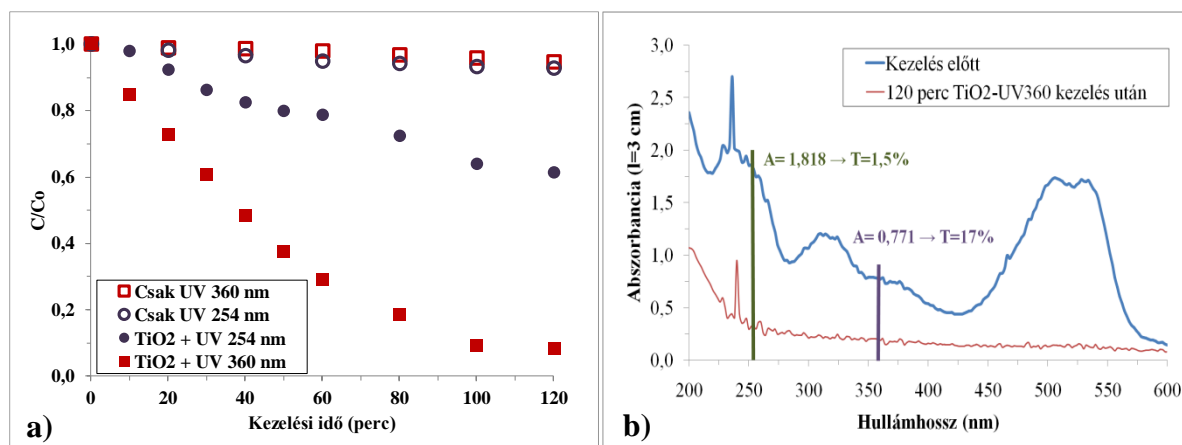 1,0
0,8
0,6
0,4
0,2
0,0
C/Co
Csak UV 360 nm
Csak UV 254 nm
TiO2 + UV 254 nm
TiO2 + UV 360 nm
0 20 40 60 80 100 120
Kezelési idő (perc)
a)
3,0
2,5
2,0
1,5
1,0
0,5
0,0
Abszorbancia (l=3 cm)
Kezelés előtt
120 perc TiO2-UV360 kezelés után
A= 1,818 → T=1,5%
A= 0,771 → T=17%
200 250 300 350 400 450 500 550 600
Hullámhossz (nm)
b)